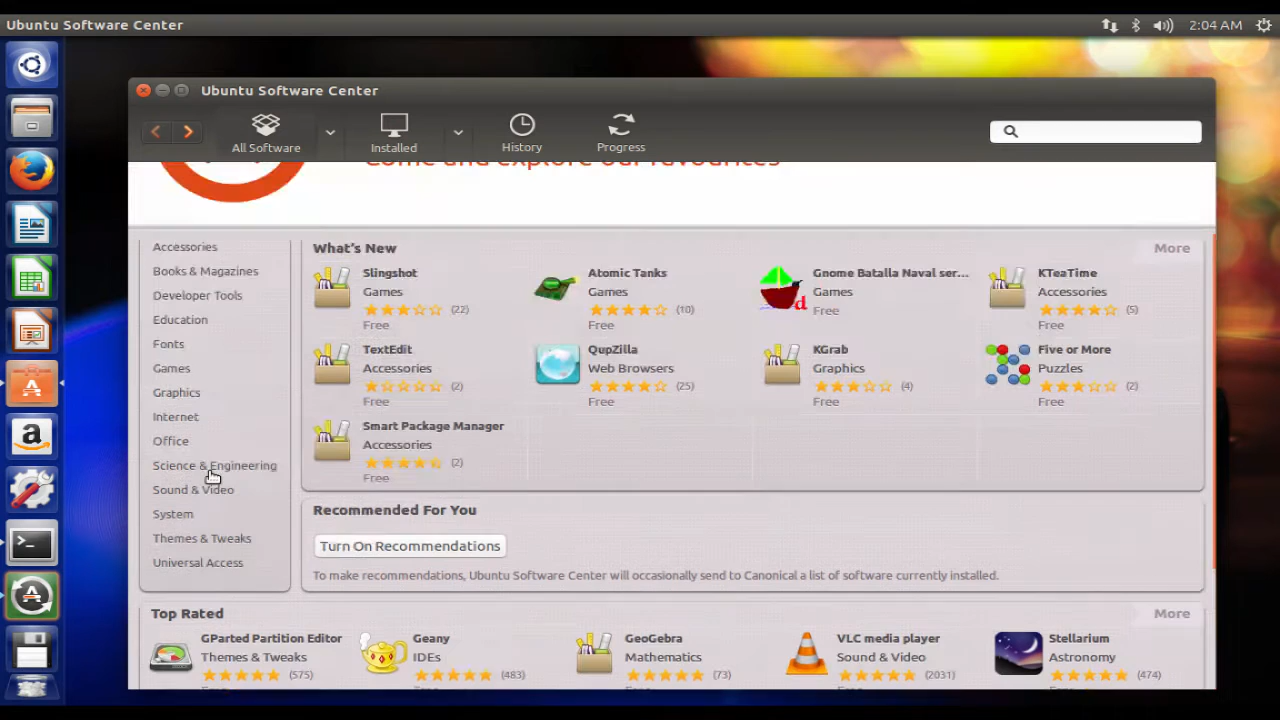 Ubuntu Software Center
2:04 AM
Ubuntu Software Center
All Software
Installed
History
Progress
Come and explore our favourites
Accessories
Books & Magazines
Developer Tools
Education
Fonts
Games
Graphics
Internet
Office
Science & Engineering
Sound & Video
System
Themes & Tweaks
Universal Access
What's New
More
Slingshot
Games
(22)
Free
Atomic Tanks
Games
(10)
Free
Gnome Batalla Naval ser...
Games
Free
KTeaTime
Accessories
(5)
Free
TextEdit
Accessories
(2)
Free
QupZilla
Web Browsers
(25)
Free
KGrab
Graphics
(4)
Free
Five or More
Puzzles
(2)
Free
Smart Package Manager
Accessories
(2)
Free
Recommended For You
Turn On Recommendations
To make recommendations, Ubuntu Software Center will occasionally send to Canonical a list of software currently installed.
Top Rated
More
GParted Partition Editor
Themes & Tweaks
(575)
Geany
IDEs
(483)
GeoGebra
Mathematics
(73)
VLC media player
Sound & Video
(2031)
Stellarium
Astronomy
(474)